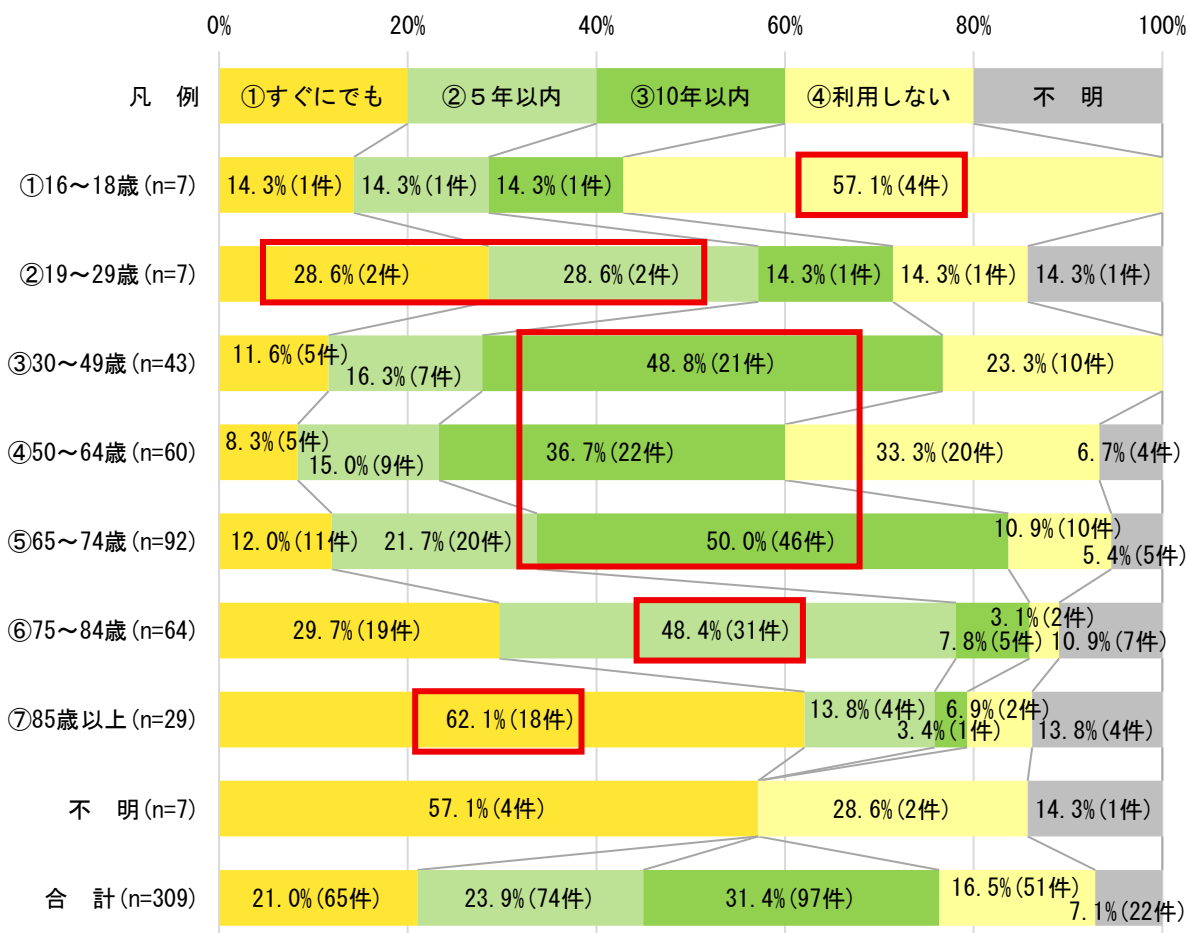 0% 20% 40% 60% 80% 100%
凡 例 ①すぐにでも ②５年以内 ③10年以内 ④利用しない 不 明
①16～18歳(n=7) 14.3%(1件) 14.3%(1件) 14.3%(1件) 57.1%(4件)
②19～29歳(n=7) 28.6%(2件) 28.6%(2件) 14.3%(1件) 14.3%(1件) 14.3%(1件)
③30～49歳(n=43) 11.6%(5件) 16.3%(7件) 48.8%(21件) 23.3%(10件)
④50～64歳(n=60) 8.3%(5件) 15.0%(9件) 36.7%(22件) 33.3%(20件) 6.7%(4件)
⑤65～74歳(n=92) 12.0%(11件) 21.7%(20件) 50.0%(46件) 10.9%(10件) 5.4%(5件)
⑥75～84歳(n=64) 29.7%(19件) 48.4%(31件) 7.8%(5件) 3.1%(2件) 10.9%(7件)
⑦85歳以上(n=29) 62.1%(18件) 13.8%(4件) 3.4%(1件) 6.9%(2件) 13.8%(4件)
不 明(n=7) 57.1%(4件) 28.6%(2件) 14.3%(1件)
合 計(n=309) 21.0%(65件) 23.9%(74件) 31.4%(97件) 16.5%(51件) 7.1%(22件)